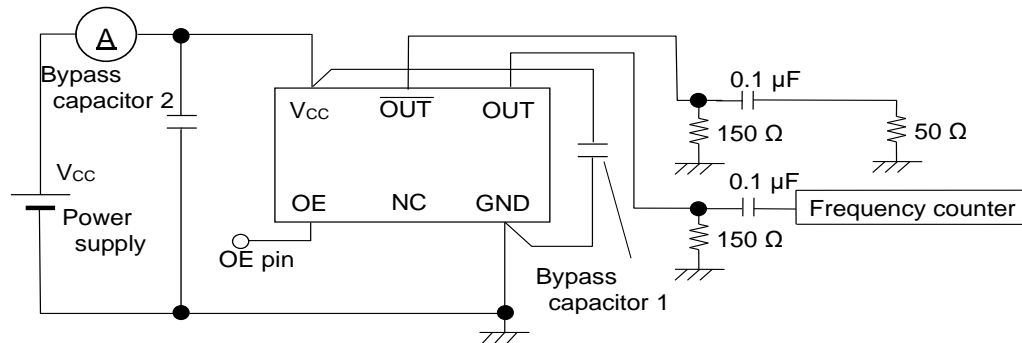 A
Bypass
capacitor 2
0.1 µF
VCC
OUT
OUT
150 Ω
50 Ω
VCC
Power
supply
OE
NC
GND
0.1 µF
Frequency counter
150 Ω
OE pin
Bypass
capacitor 1